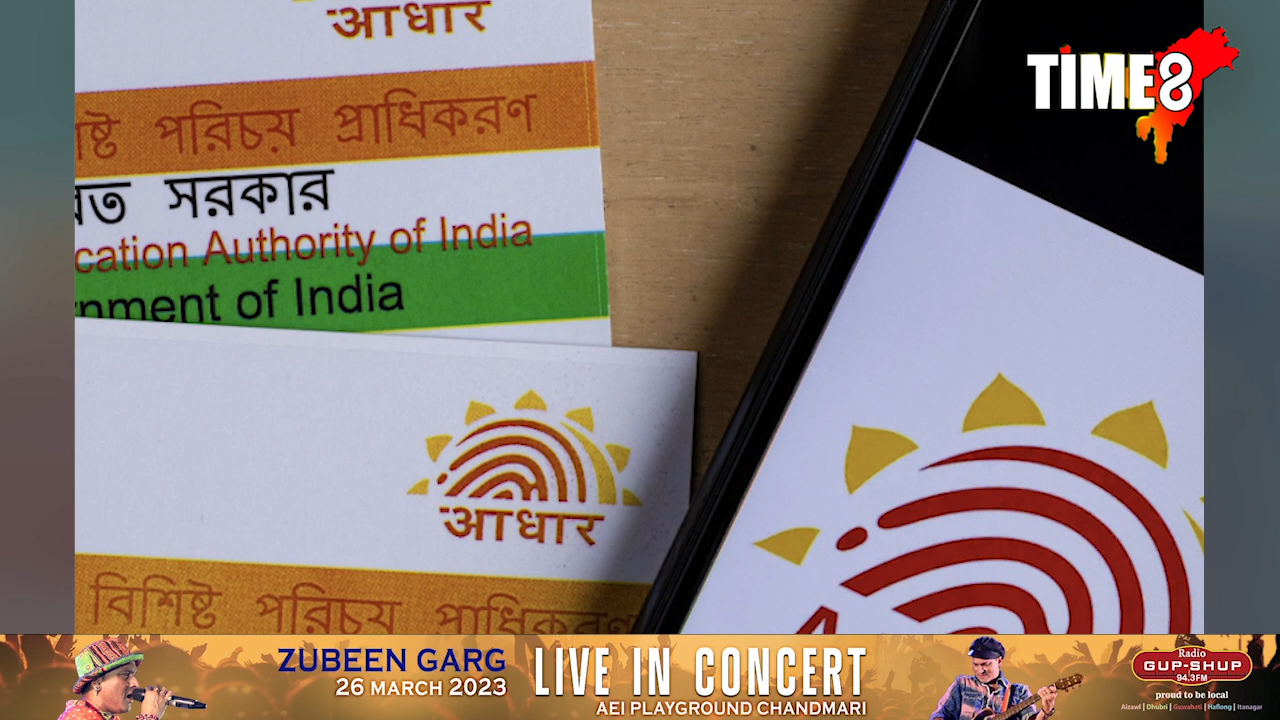 आधार
TIME8
পরিচয় প্রাধিকরণ
সরকার
Authority of India
of India
आधार
বিশিষ্ট পরিচয় প্রাধিকরণ
ZUBEEN GARG
26 MARCH 2023
LIVE IN CONCERT
AEI PLAYGROUND CHANDMARI
Radio
GUP-SHUP
94.3FM
proud to be local
Aizawl | Dhubri | Guwahati | Haflong | Itanagar